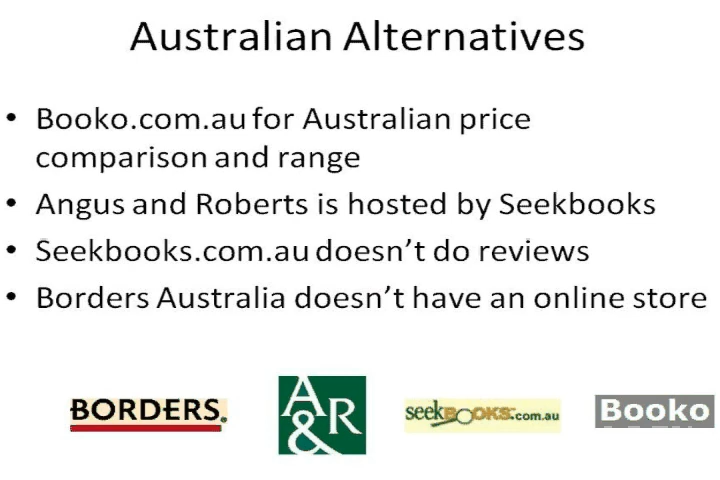 Australian Alternatives
• Booko.com.au for Australian price
comparison and range
• Angus and Roberts is hosted by Seekbooks
• Seekbooks.com.au doesn't do reviews
• Borders Australia doesn't have an online store
BORDERS.
A&R
seekBOOKS.com.au
Booko